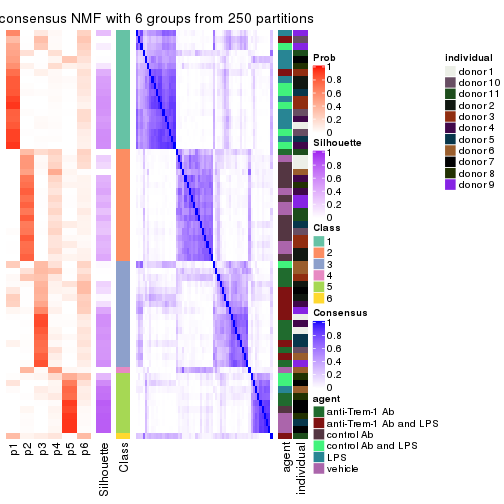 consensus NMF with 6 groups from 250 partitions
Prob
1
0.8
0.6
0.4
0.2
0
Silhouette
1
0.8
0.6
0.4
0.2
0
Class
1
2
3
4
5
6
Consensus
1
0.8
0.6
0.4
0.2
0
agent
anti-Trem-1 Ab
anti-Trem-1 Ab and LPS
control Ab
control Ab and LPS
LPS
vehicle
individual
donor 1
donor 10
donor 11
donor 2
donor 3
donor 4
donor 5
donor 6
donor 7
donor 8
donor 9
p1
p2
p3
p4
p5
p6
Silhouette
Class
agent
individual